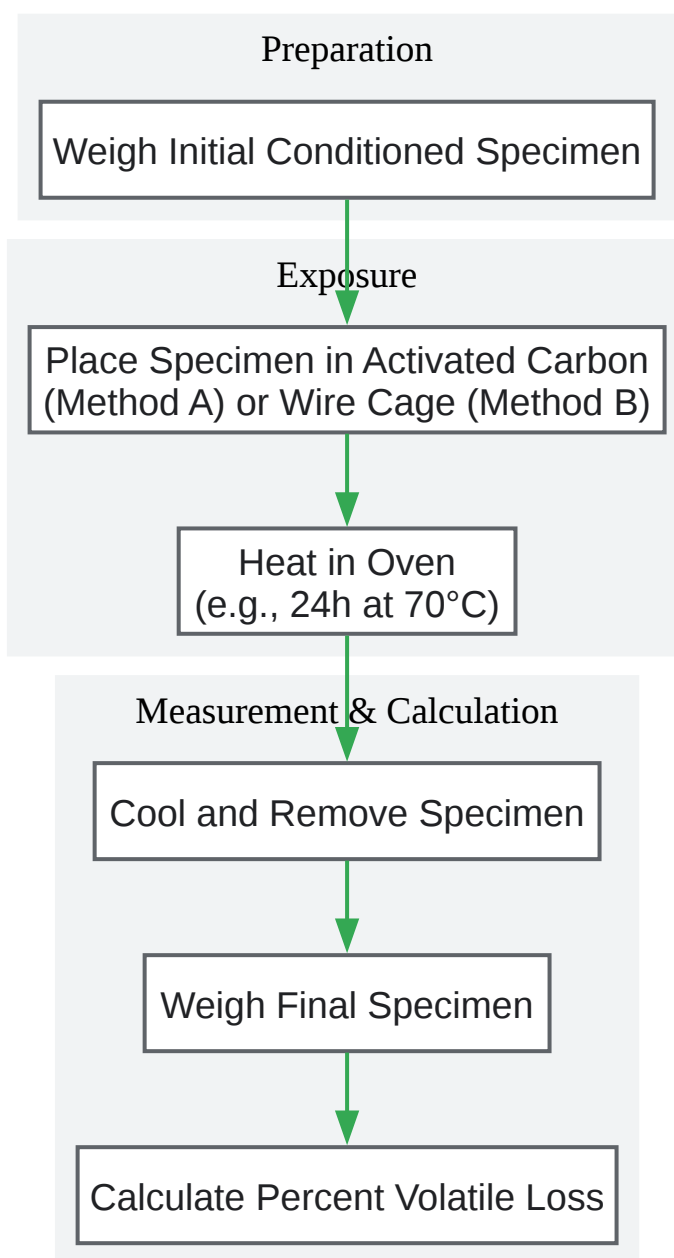 Preparation
Weigh Initial Conditioned Specimen
Exposure
Place Specimen in Activated Carbon
(Method A) or Wire Cage (Method B)
Heat in Oven
(e.g., 24h at 70°C)
Measurement & Calculation
Cool and Remove Specimen
Weigh Final Specimen
Calculate Percent Volatile Loss